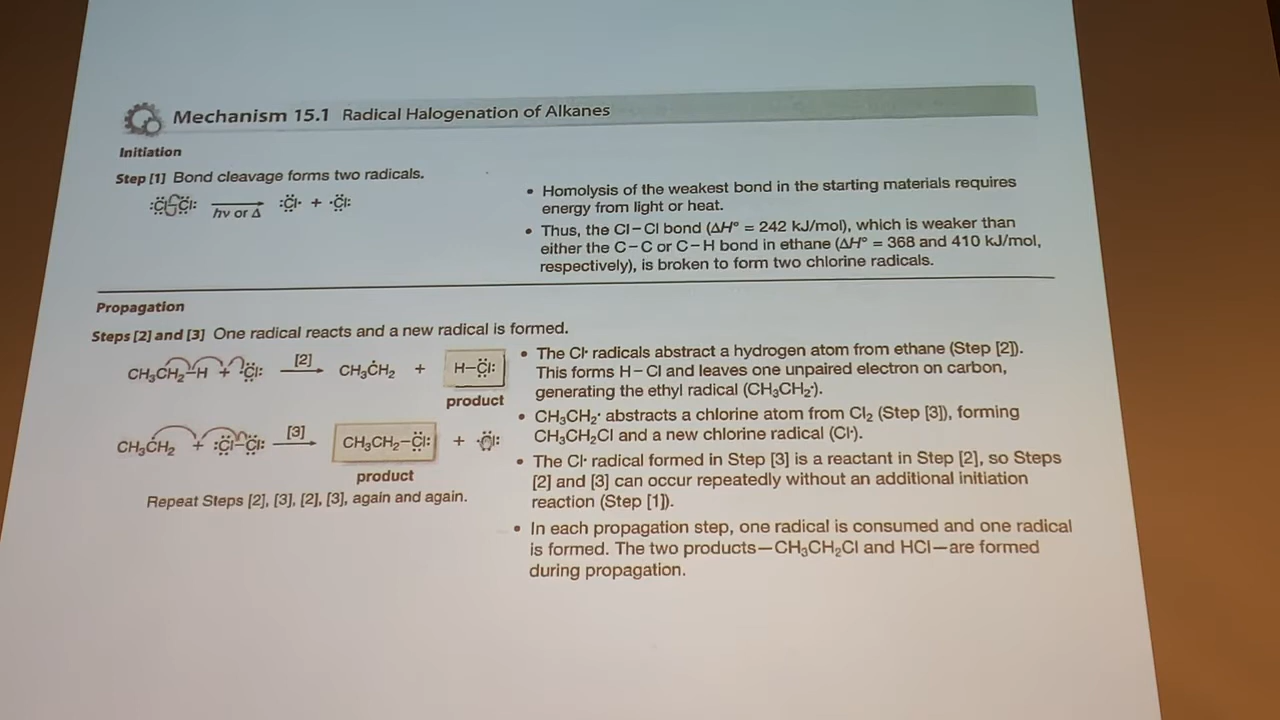 Mechanism 15.1 Radical Halogenation of Alkanes
Initiation
Step [1] Bond cleavage forms two radicals.
:C̈l–C̈l: hν or Δ :C̈l· + ·C̈l:
• Homolysis of the weakest bond in the starting materials requires
energy from light or heat.
• Thus, the Cl–Cl bond (ΔH° = 242 kJ/mol), which is weaker than
either the C–C or C–H bond in ethane (ΔH° = 368 and 410 kJ/mol,
respectively), is broken to form two chlorine radicals.
Propagation
Steps [2] and [3] One radical reacts and a new radical is formed.
CH₃CH₂–H + ·C̈l: [2] CH₃ĊH₂ + H–C̈l:
product
CH₃ĊH₂ + :C̈l–C̈l: [3] CH₃CH₂–C̈l: + ·C̈l:
product
Repeat Steps [2], [3], [2], [3], again and again.
• The Cl· radicals abstract a hydrogen atom from ethane (Step [2]).
This forms H–Cl and leaves one unpaired electron on carbon,
generating the ethyl radical (CH₃CH₂·).
• CH₃CH₂· abstracts a chlorine atom from Cl₂ (Step [3]), forming
CH₃CH₂Cl and a new chlorine radical (Cl·).
• The Cl· radical formed in Step [3] is a reactant in Step [2], so Steps
[2] and [3] can occur repeatedly without an additional initiation
reaction (Step [1]).
• In each propagation step, one radical is consumed and one radical
is formed. The two products—CH₃CH₂Cl and HCl—are formed
during propagation.